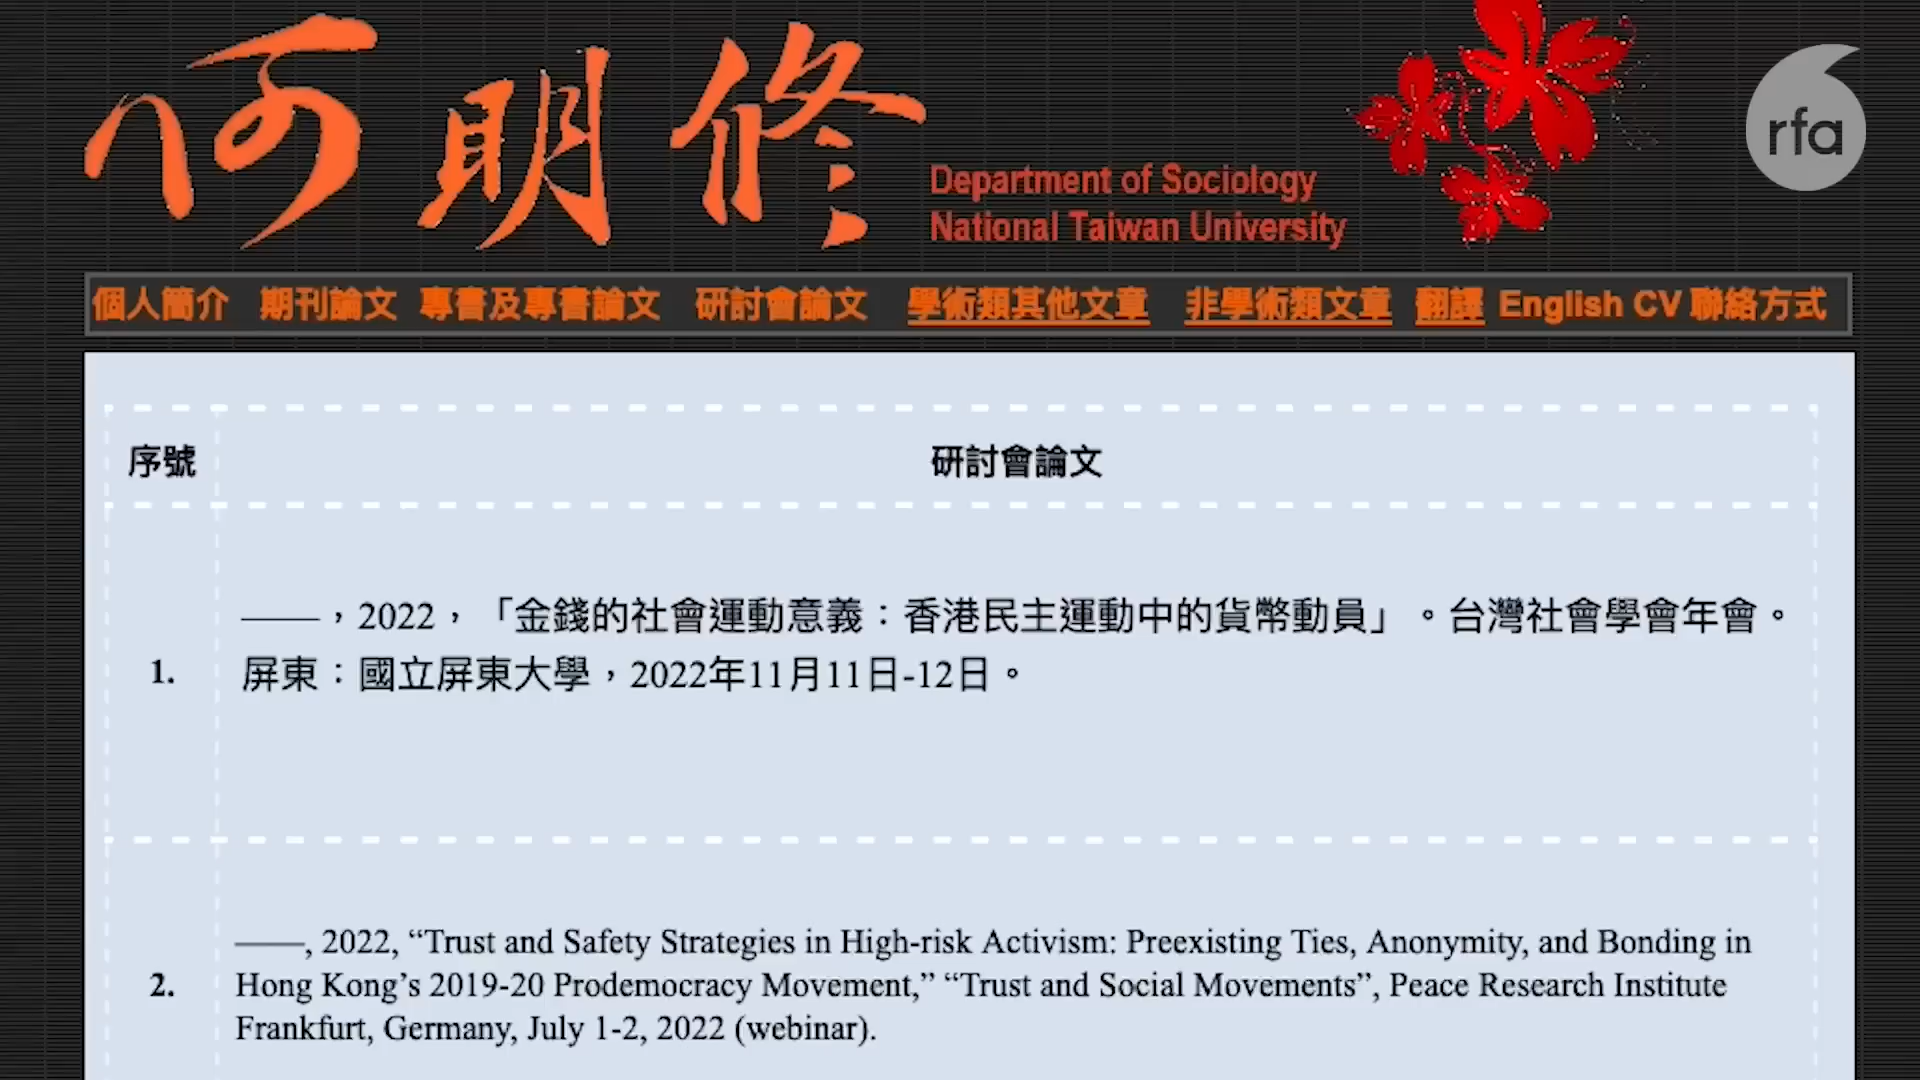 何明修
Department of Sociology
National Taiwan University
rfa
個人簡介 期刊論文 專書及專書論文 研討會論文 學術類其他文章 非學術類文章 翻譯 English CV 聯絡方式
序號 研討會論文
1.
——，2022，「金錢的社會運動意義：香港民主運動中的貨幣動員」。台灣社會學會年會。
屏東：國立屏東大學，2022年11月11日-12日。
2.
——, 2022, “Trust and Safety Strategies in High-risk Activism: Preexisting Ties, Anonymity, and Bonding in
Hong Kong’s 2019-20 Prodemocracy Movement,” “Trust and Social Movements”, Peace Research Institute
Frankfurt, Germany, July 1-2, 2022 (webinar).